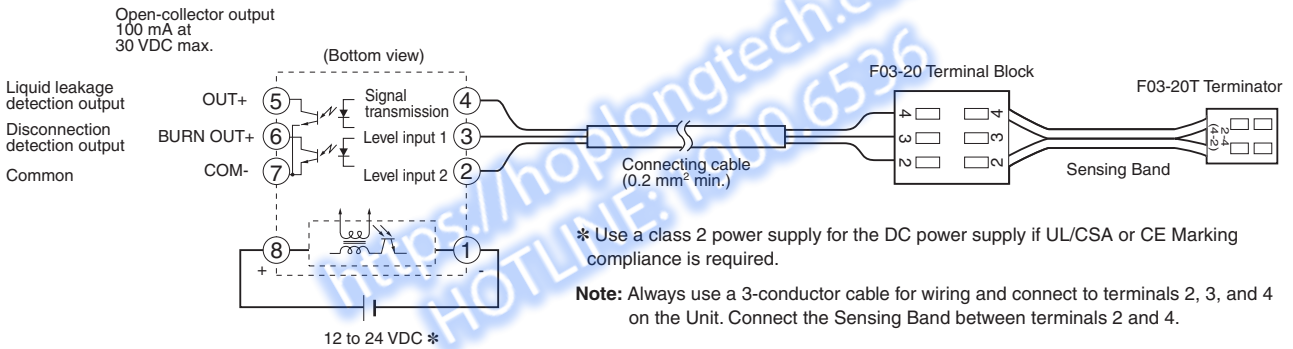 Open-collector output
100 mA at
30 VDC max.
(Bottom view)
Liquid leakage
detection output
OUT+
5
Signal
transmission
4
Disconnection
detection output
BURN OUT+
6
Level input 1
3
Common
COM-
7
Level input 2
2
8
1
+
-
12 to 24 VDC *
Connecting cable
(0.2 mm² min.)
F03-20 Terminal Block
4
3
2
4
3
2
Sensing Band
F03-20T Terminator
2-4
(4-2)
* Use a class 2 power supply for the DC power supply if UL/CSA or CE Marking
compliance is required.
Note: Always use a 3-conductor cable for wiring and connect to terminals 2, 3, and 4
on the Unit. Connect the Sensing Band between terminals 2 and 4.
https://hoplongtech.c
HOTLINE: 1900.6536